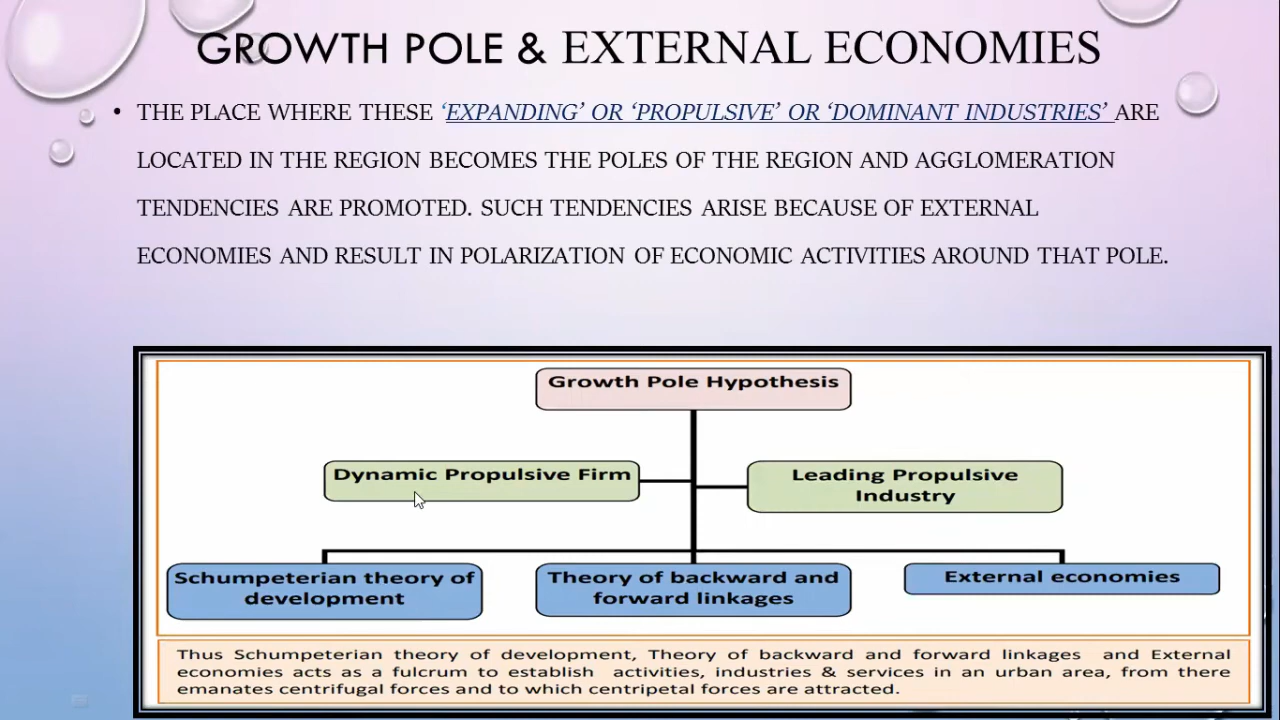 GROWTH POLE & EXTERNAL ECONOMIES
• THE PLACE WHERE THESE ‘EXPANDING’ OR ‘PROPULSIVE’ OR ‘DOMINANT INDUSTRIES’ ARE
LOCATED IN THE REGION BECOMES THE POLES OF THE REGION AND AGGLOMERATION
TENDENCIES ARE PROMOTED. SUCH TENDENCIES ARISE BECAUSE OF EXTERNAL
ECONOMIES AND RESULT IN POLARIZATION OF ECONOMIC ACTIVITIES AROUND THAT POLE.
Growth Pole Hypothesis
Dynamic Propulsive Firm
Leading Propulsive
Industry
Schumpeterian theory of
development
Theory of backward and
forward linkages
External economies
Thus Schumpeterian theory of development, Theory of backward and forward linkages and External
economies acts as a fulcrum to establish activities, industries & services in an urban area, from there
emanates centrifugal forces and to which centripetal forces are attracted.